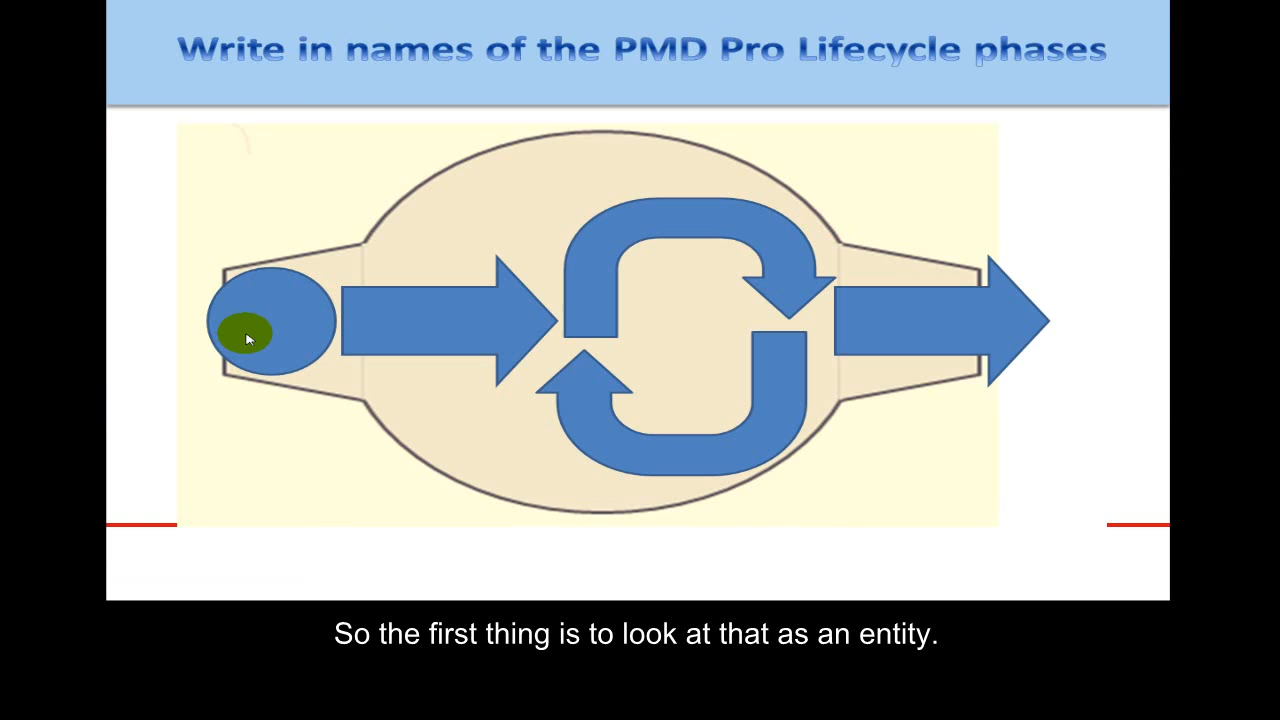 Write in names of the PMD Pro Lifecycle phases
So the first thing is to look at that as an entity.